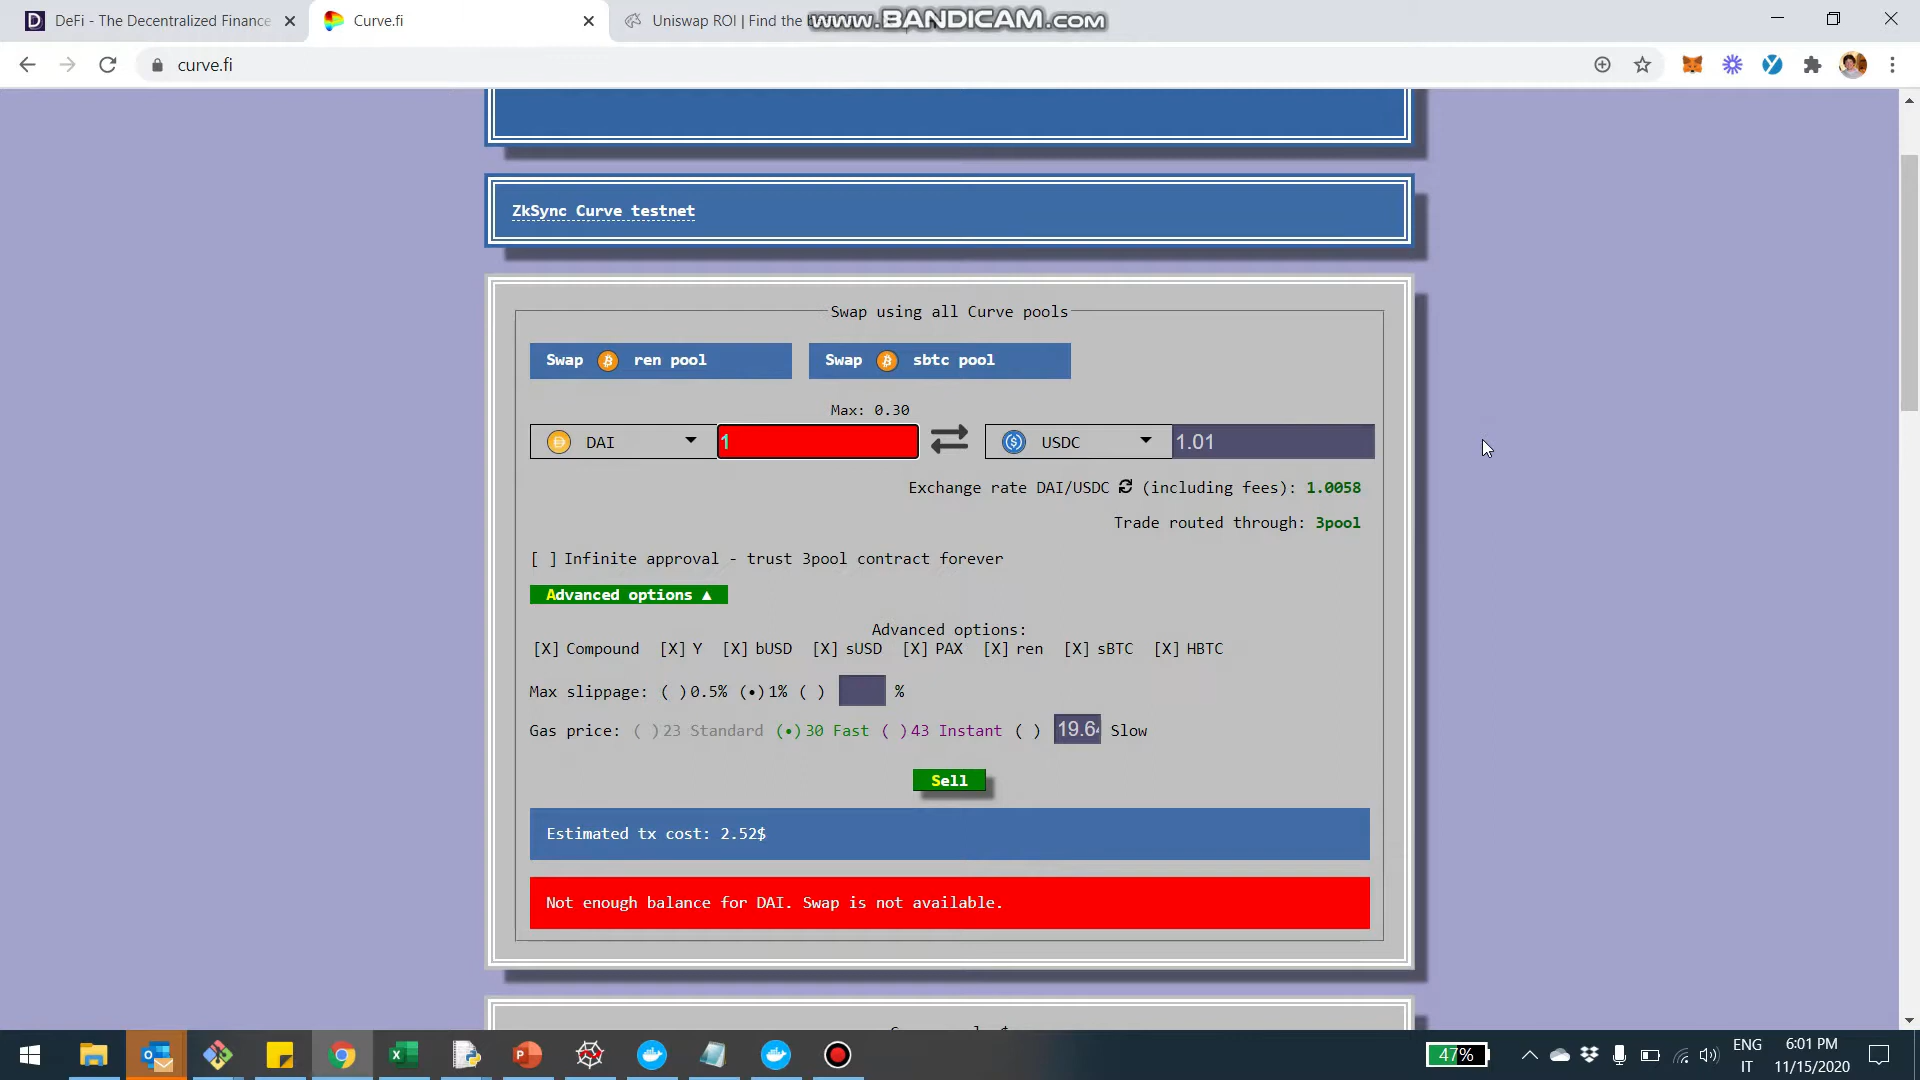 DeFi - The Decentralized Finance
Curve.fi
Uniswap ROI | Find the
www.BANDICAM.com
curve.fi
ZkSync Curve testnet
Swap using all Curve pools
Swap ren pool
Swap sbtc pool
Max: 0.30
DAI
1
USDC
1.01
Exchange rate DAI/USDC (including fees): 1.0058
Trade routed through: 3pool
[ ] Infinite approval - trust 3pool contract forever
Advanced options ▲
Advanced options:
[X] Compound [X] Y [X] bUSD [X] sUSD [X] PAX [X] ren [X] sBTC [X] HBTC
Max slippage: ( )0.5% (•)1% ( ) %
Gas price: ( )23 Standard (•)30 Fast ( )43 Instant ( ) 19.6 Slow
Sell
Estimated tx cost: 2.52$
Not enough balance for DAI. Swap is not available.
47%
ENG
IT
6:01 PM
11/15/2020